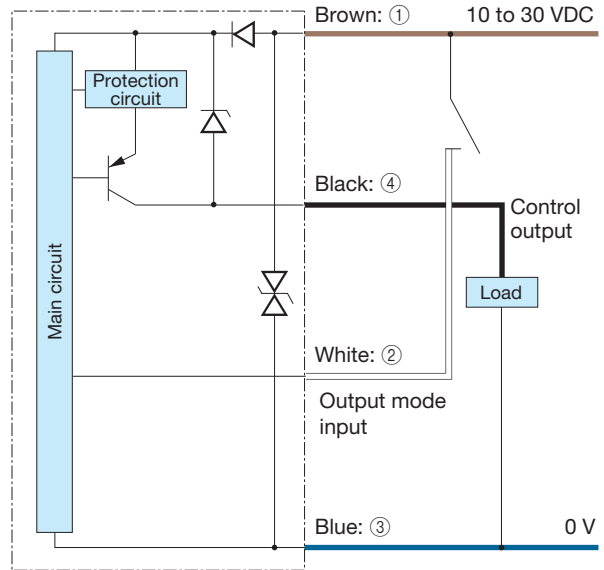 Brown: ① 10 to 30 VDC
Protection
circuit
Black: ④
Control
output
Main circuit
Load
White: ②
Output mode
input
Blue: ③ 0 V